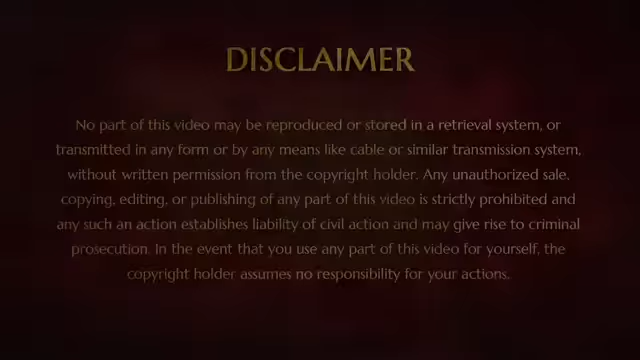 DISCLAIMER
No part of this video may be reproduced or stored in a retrieval system, or
transmitted in any form or by any means like cable or similar transmission system,
without written permission from the copyright holder. Any unauthorized sale,
copying, editing, or publishing of any part of this video is strictly prohibited and
any such an action establishes liability of civil action and may give rise to criminal
prosecution. In the event that you use any part of this video for yourself, the
copyright holder assumes no responsibility for your actions.